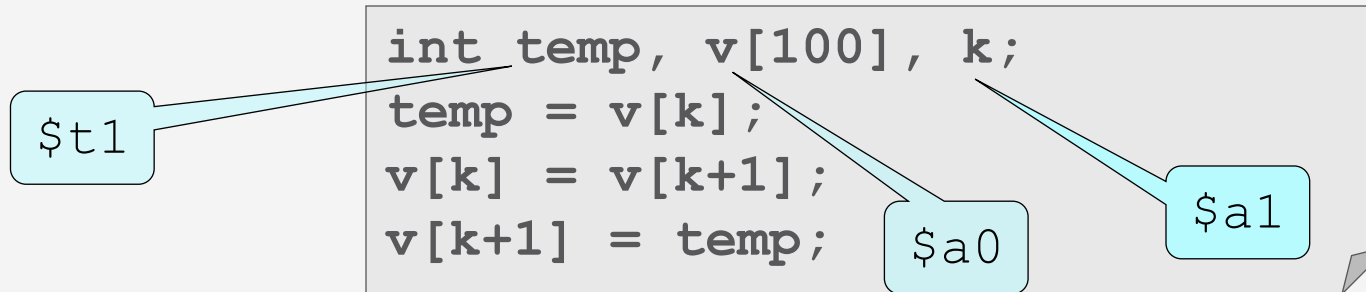 int temp, v[100], k;
temp = v[k];
v[k] = v[k+1];
v[k+1] = temp;
$t1
$a0
$a1